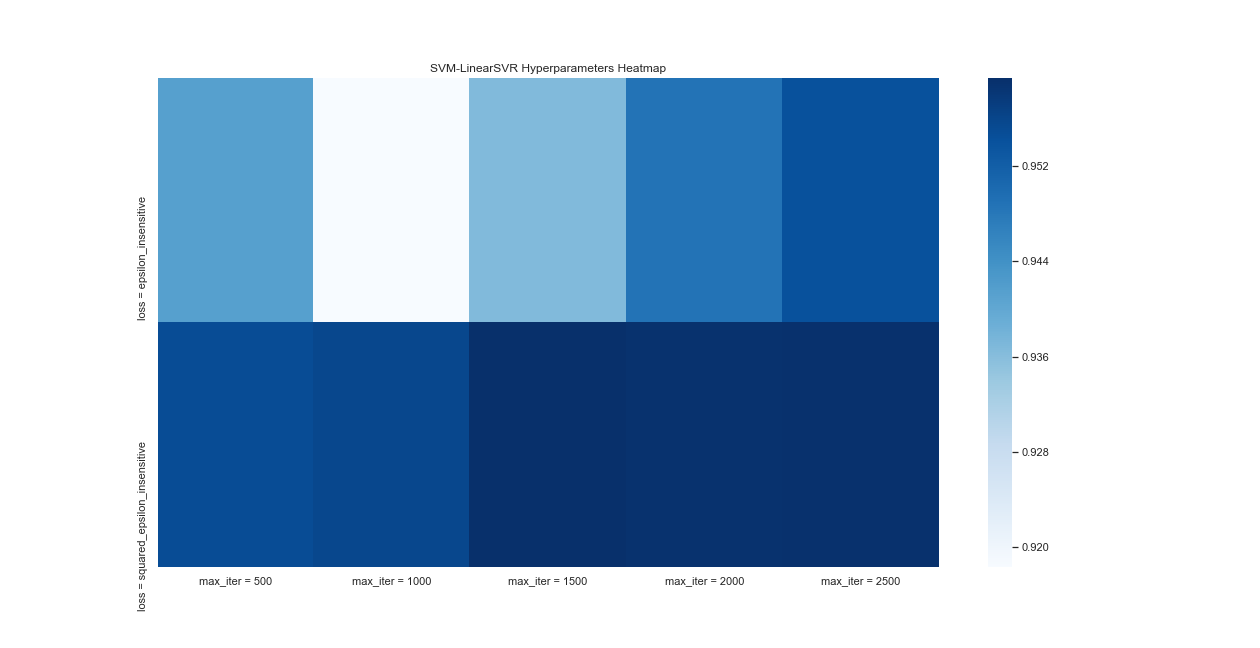 SVM-LinearSVR Hyperparameters Heatmap
loss = epsilon_insensitive
loss = squared_epsilon_insensitive
max_iter = 500
max_iter = 1000
max_iter = 1500
max_iter = 2000
max_iter = 2500
0.952
0.944
0.936
0.928
0.920